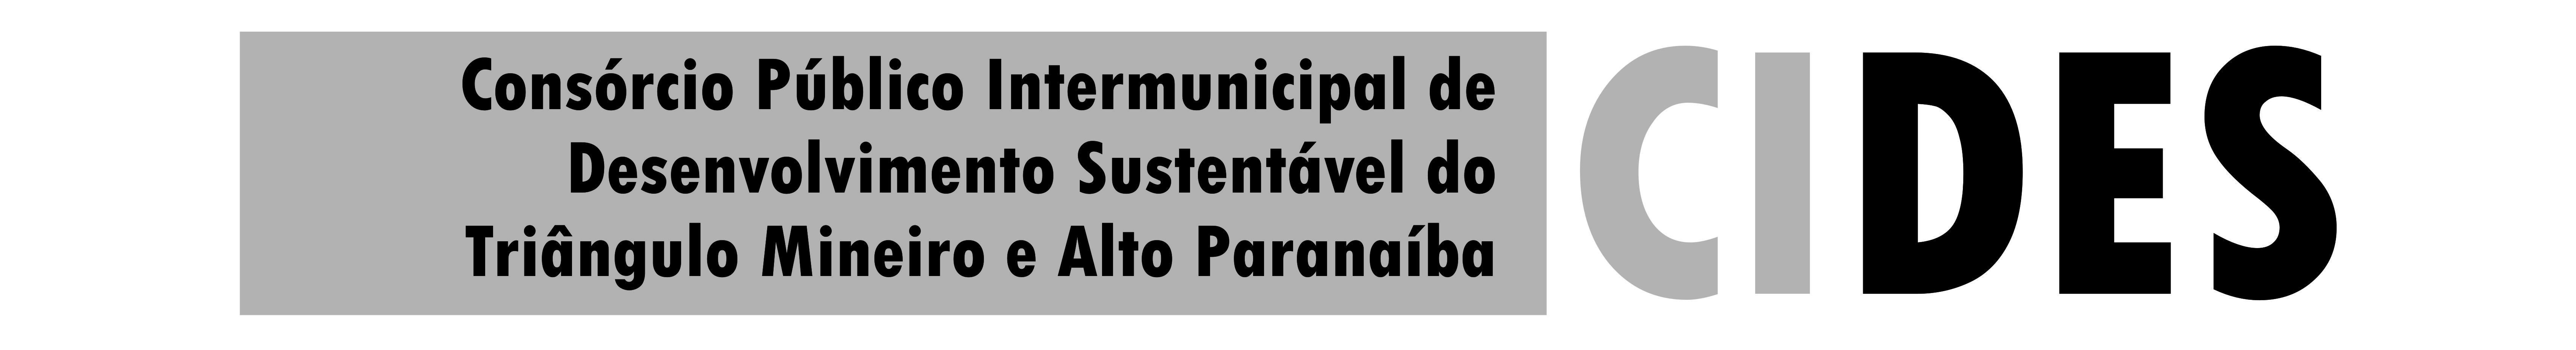 Consórcio Público Intermunicipal de
Desenvolvimento Sustentável do
Triângulo Mineiro e Alto Paranaíba
CIDES